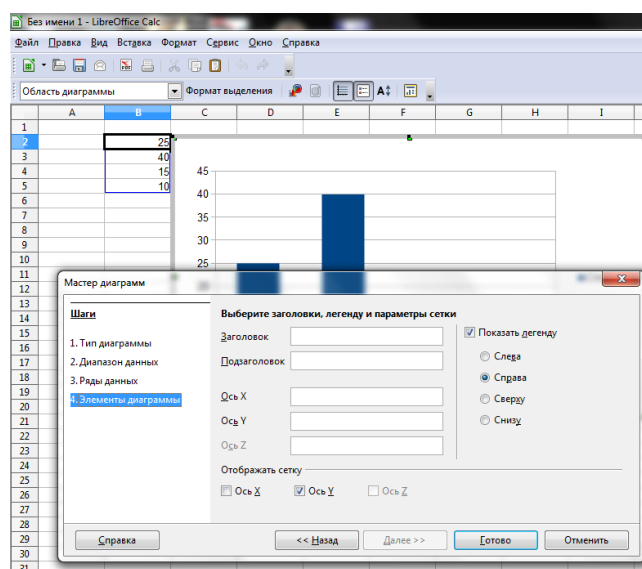 Без имени 1 - LibreOffice Calc
Файл Правка Вид Вставка Формат Сервис Окно Справка
Область диаграммы Формат выделения
A B C D E F G H I
1
2 25
3 40
4 15
5 10
6
7
8
9
10
11
12
13
14
15
16
17
18
19
20
21
22
23
24
25
26
27
28
29
30
31
45
40
35
30
25
20
Мастер диаграмм
Шаги
1. Тип диаграммы
2. Диапазон данных
3. Ряды данных
4. Элементы диаграммы
Выберите заголовки, легенду и параметры сетки
Заголовок
Подзаголовок
Ось X
Ось Y
Ось Z
Показать легенду
Слева
Справа
Сверху
Снизу
Отображать сетку
Ось X Ось Y Ось Z
Справка << Назад Далее >> Готово Отменить